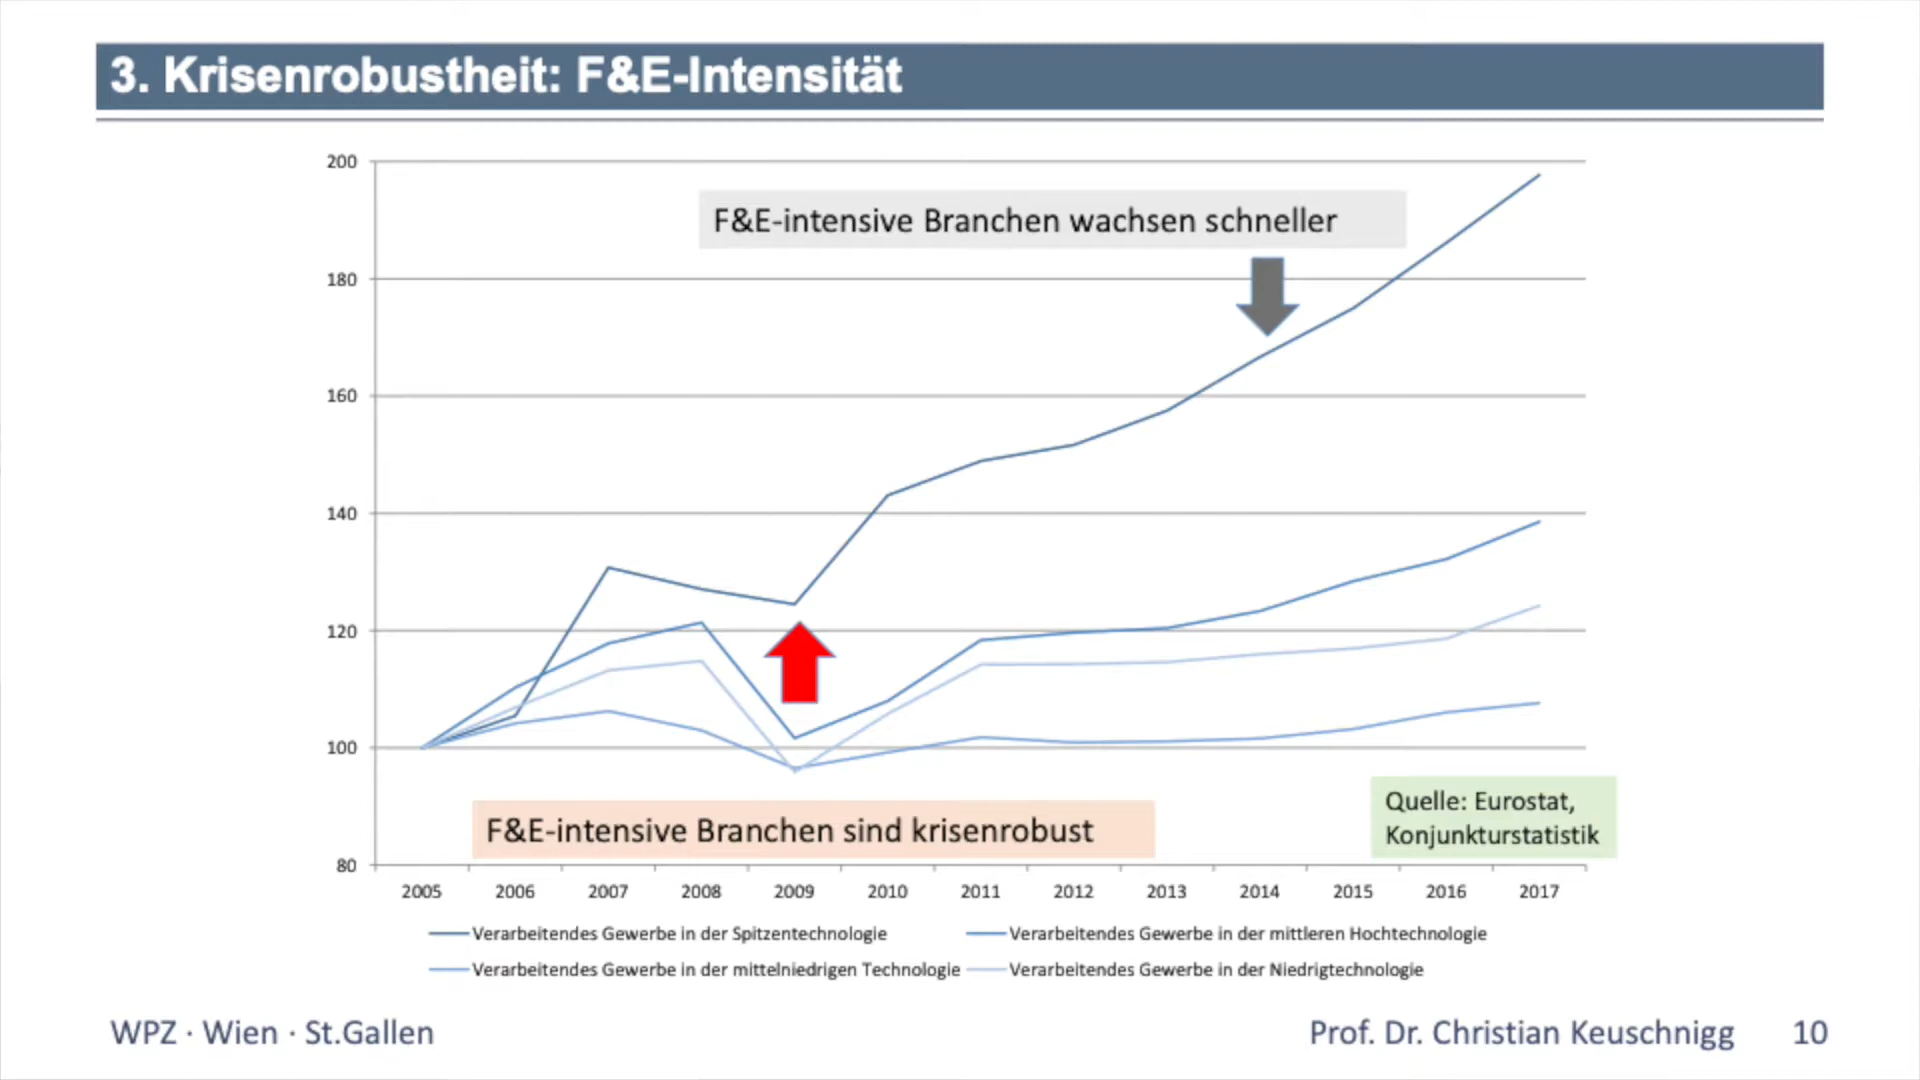 3. Krisenrobustheit: F&E-Intensität
200
F&E-intensive Branchen wachsen schneller
180
160
140
120
100
Quelle: Eurostat,
Konjunkturstatistik
F&E-intensive Branchen sind krisenrobust
80
2005 2006 2007 2008 2009 2010 2011 2012 2013 2014 2015 2016 2017
Verarbeitendes Gewerbe in der Spitzentechnologie Verarbeitendes Gewerbe in der mittleren Hochtechnologie
Verarbeitendes Gewerbe in der mittelniedrigen Technologie Verarbeitendes Gewerbe in der Niedrigtechnologie
WPZ · Wien · St.Gallen Prof. Dr. Christian Keuschnigg 10